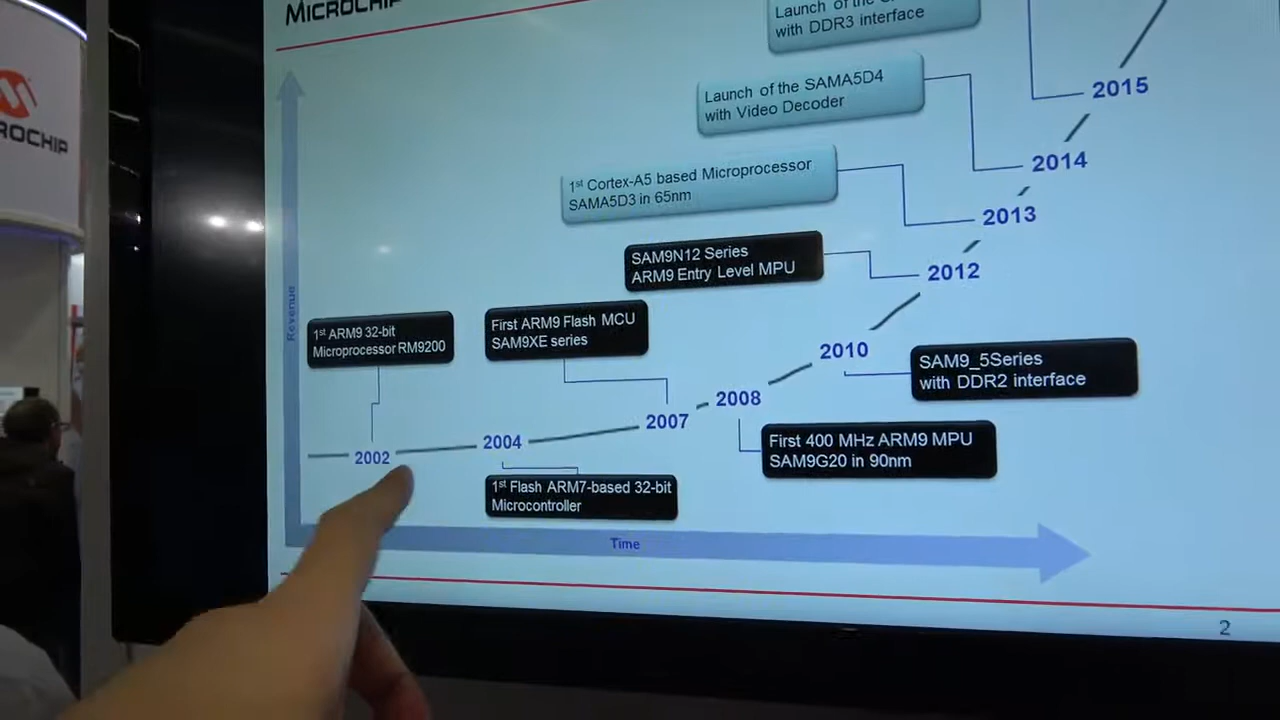 MICROCHIP
ROCHIP
Launch of the
with DDR3 interface
Launch of the SAMA5D4
with Video Decoder
2015
2014
1st Cortex-A5 based Microprocessor
SAMA5D3 in 65nm
2013
SAM9N12 Series
ARM9 Entry Level MPU
2012
Revenue
1st ARM9 32-bit
Microprocessor RM9200
First ARM9 Flash MCU
SAM9XE series
2010
SAM9_5Series
with DDR2 interface
2002
2004
2007
2008
First 400 MHz ARM9 MPU
SAM9G20 in 90nm
1st Flash ARM7-based 32-bit
Microcontroller
Time
2